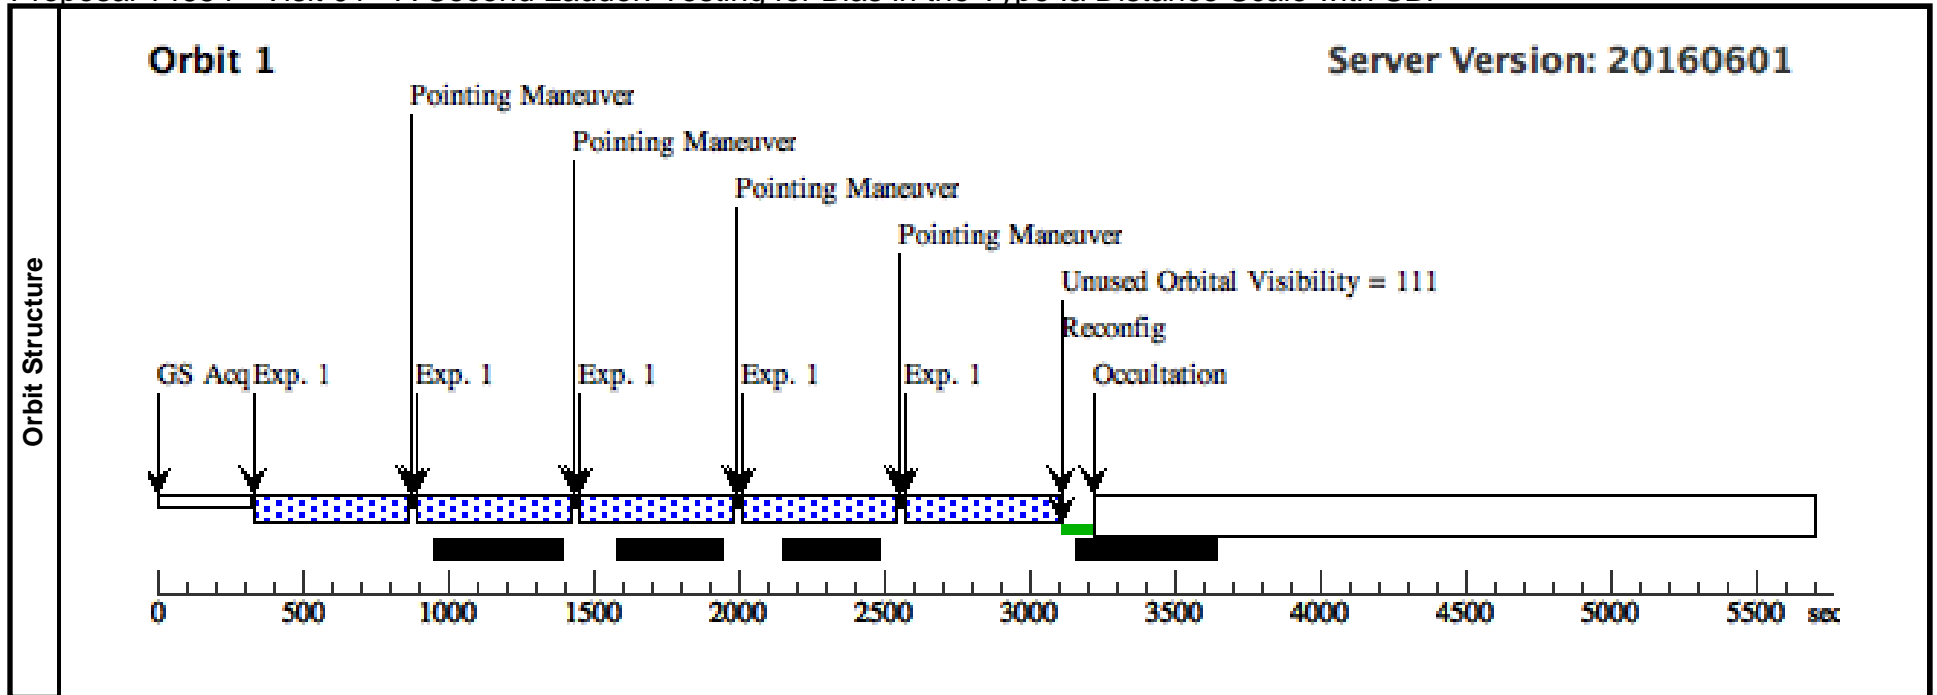 Orbit 1
Server Version: 20160601
Pointing Maneuver
Pointing Maneuver
Pointing Maneuver
Pointing Maneuver
Unused Orbital Visibility = 111
Reconfig
GS Acq Exp. 1 Exp. 1 Exp. 1 Exp. 1 Exp. 1 Occultation
Orbit Structure
0 500 1000 1500 2000 2500 3000 3500 4000 4500 5000 5500 sec